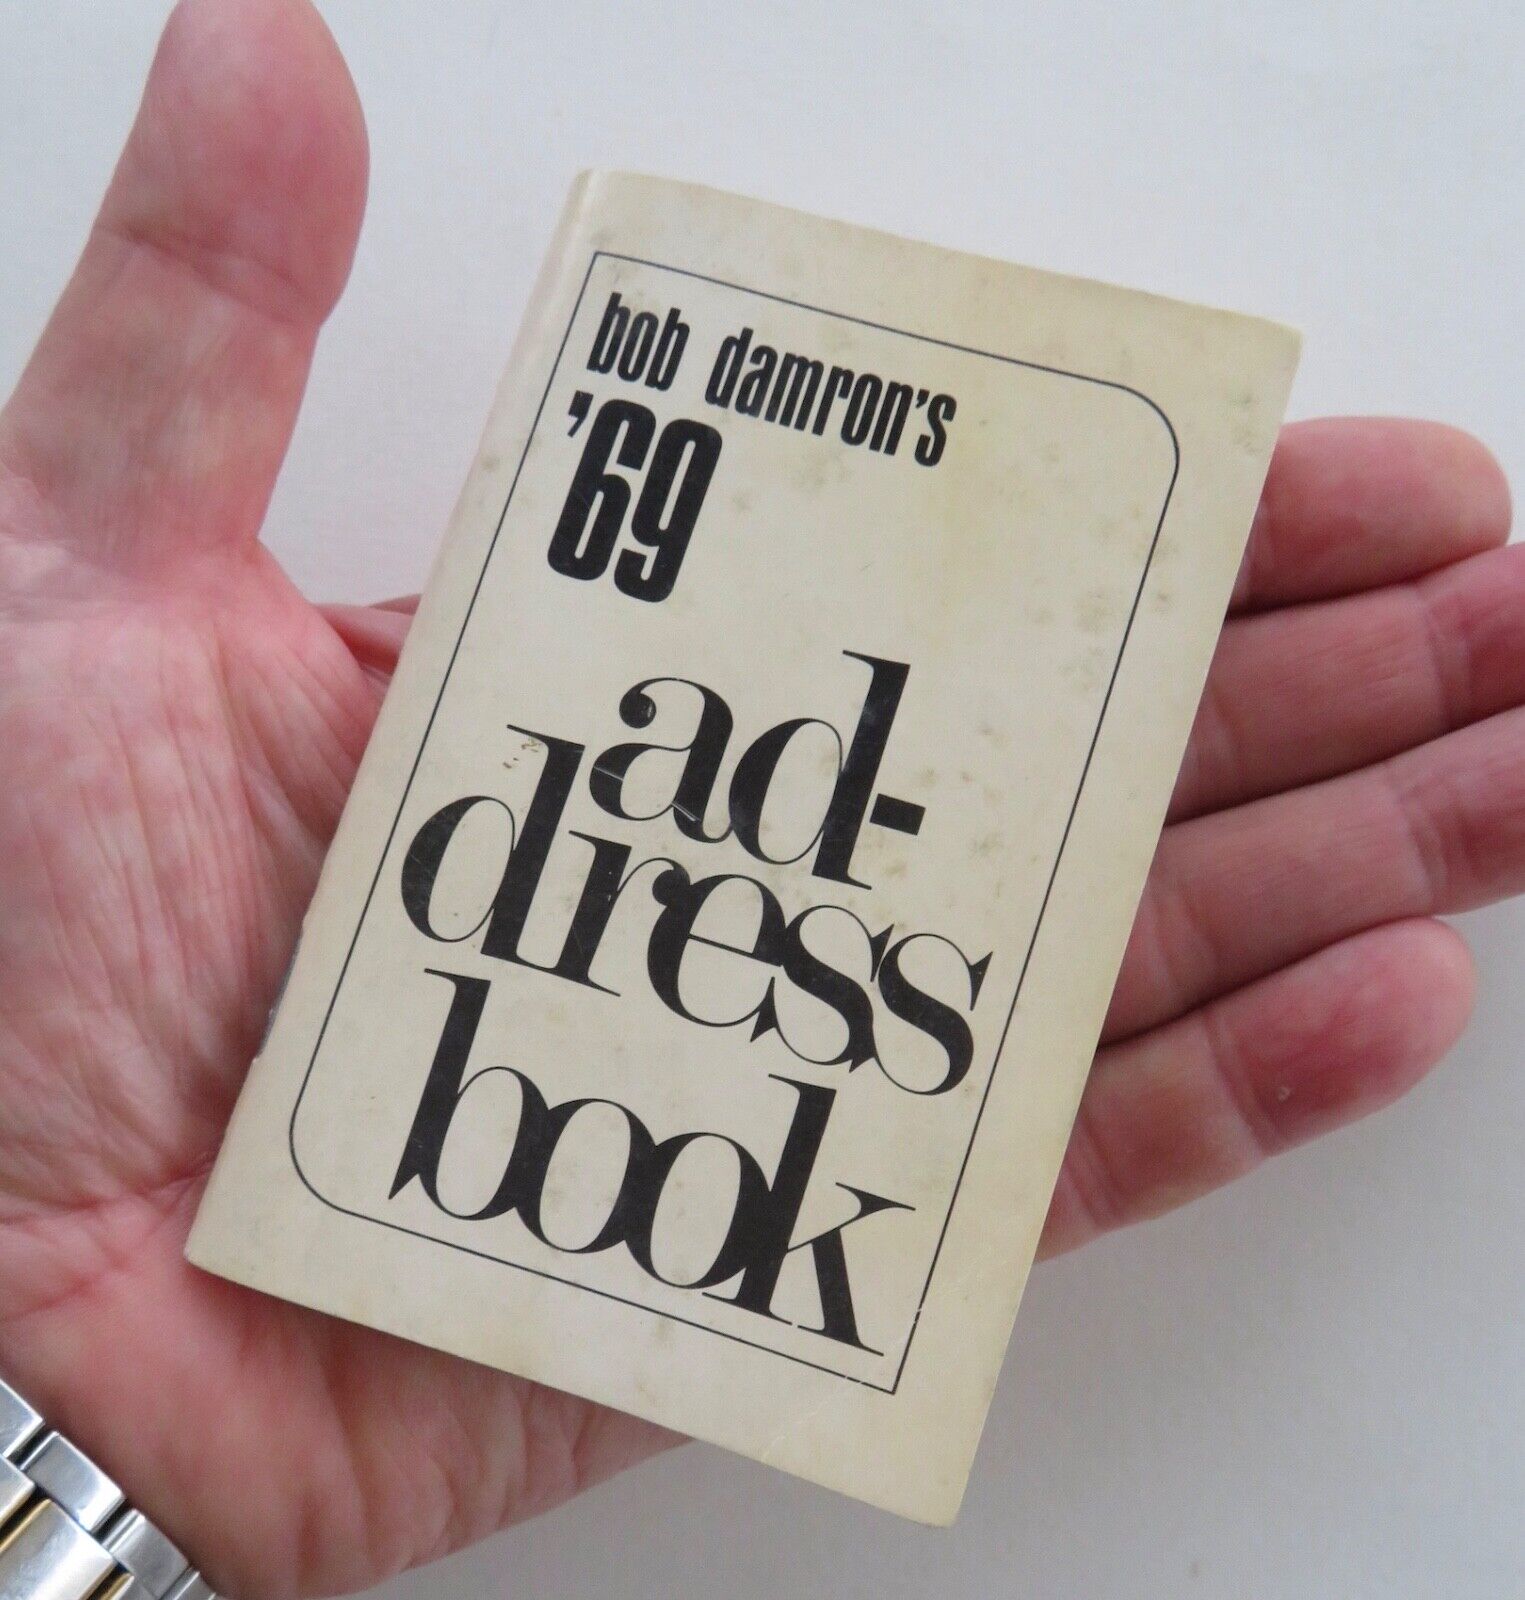 bob damron's
'69
ad-
dress
book